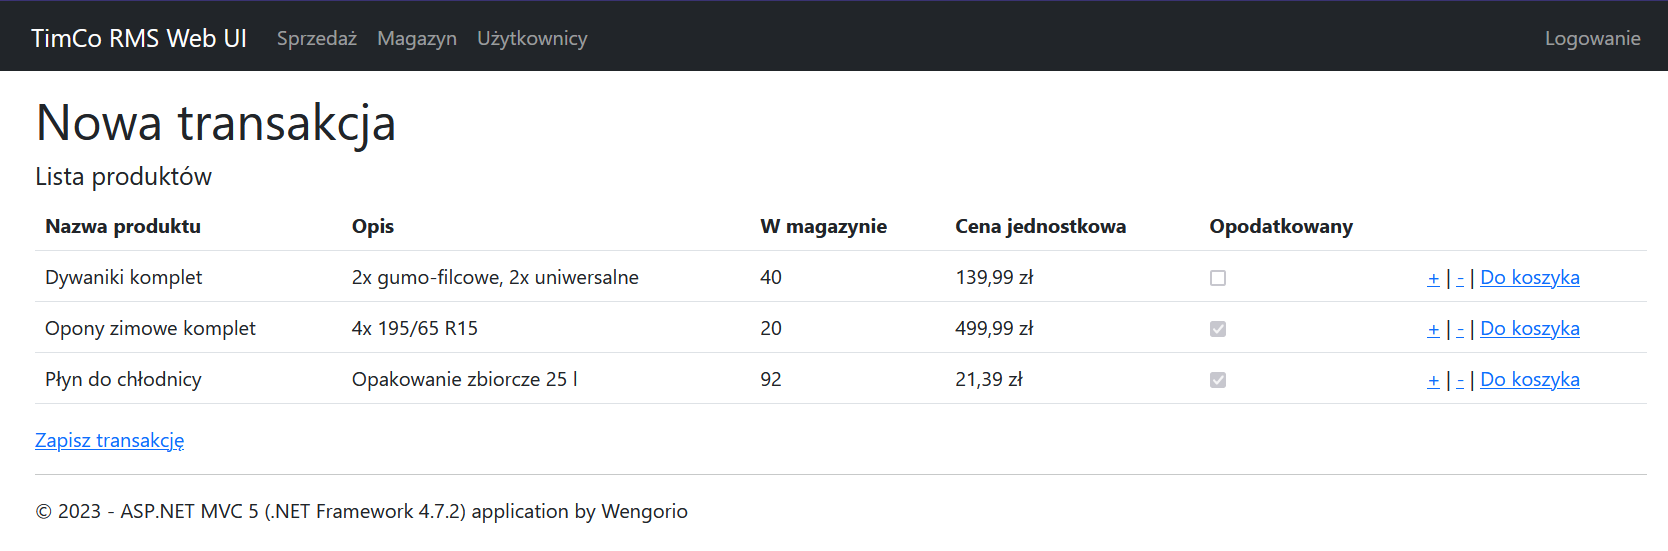 TimCo RMS Web UI Sprzedaż Magazyn Użytkownicy Logowanie
Nowa transakcja
Lista produktów
Nazwa produktu Opis W magazynie Cena jednostkowa Opodatkowany
Dywaniki komplet 2x gumo-filcowe, 2x uniwersalne 40 139,99 zł + | - | Do koszyka
Opony zimowe komplet 4x 195/65 R15 20 499,99 zł + | - | Do koszyka
Płyn do chłodnicy Opakowanie zbiorcze 25 l 92 21,39 zł + | - | Do koszyka
Zapisz transakcję
© 2023 - ASP.NET MVC 5 (.NET Framework 4.7.2) application by Wengorio